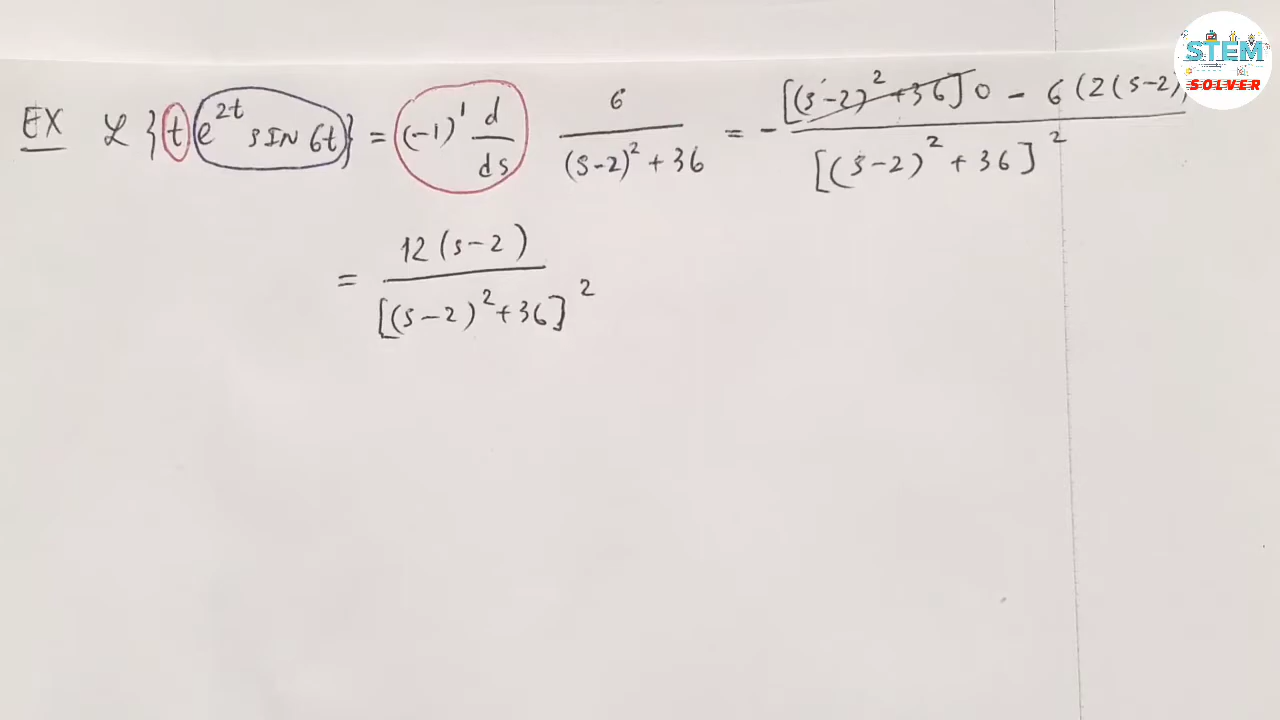 STEM
SOLVER
EX ℒ {t e^{2t} SIN 6t} = (-1)^1 d/ds 6/((s-2)^2 + 36) = - ([(s-2)^2 + 36] 0 - 6 (2(s-2))/([(s-2)^2 + 36]^2)
= 12(s-2)/([(s-2)^2 + 36]^2)